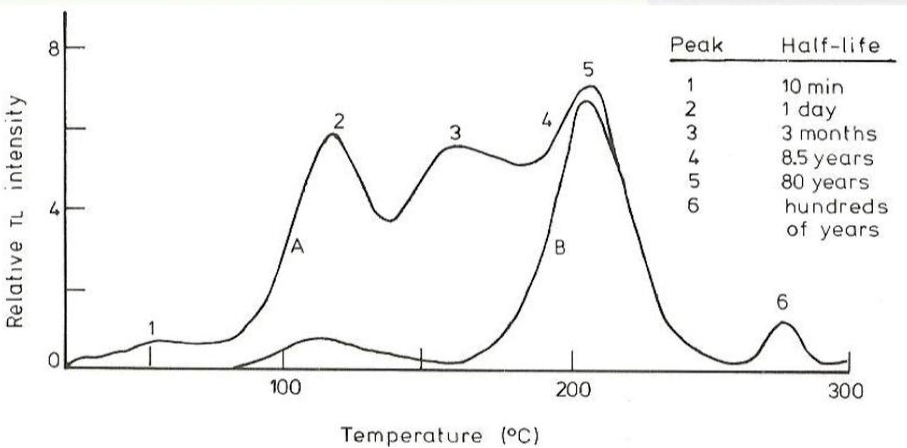 Peak Half-life
1 10 min
2 1 day
3 3 months
4 8.5 years
5 80 years
6 hundreds
of years
8
4
0
Relative TL intensity
1
2
3
4
5
6
A
B
100
200
300
Temperature (°C)